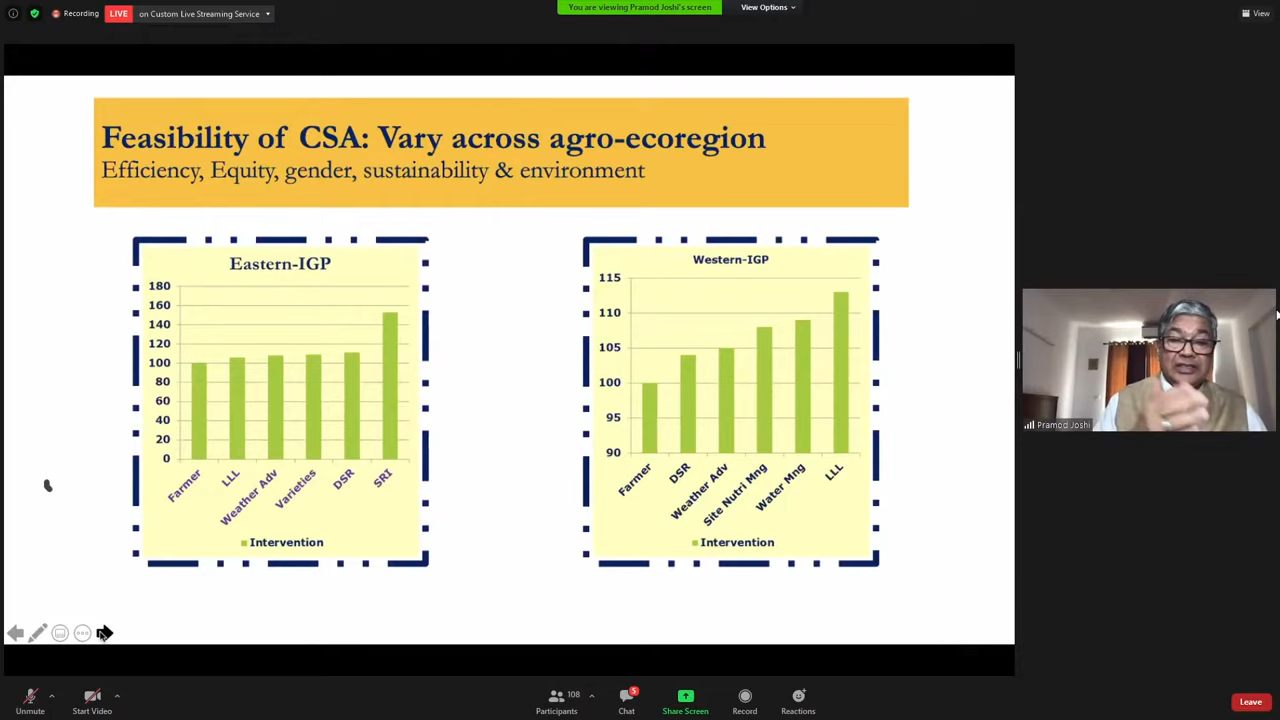 Recording
LIVE
on Custom Live Streaming Service
You are viewing Pramod Joshi's screen
View Options
View
Feasibility of CSA: Vary across agro-ecoregion
Efficiency, Equity, gender, sustainability & environment
Eastern-IGP
180
160
140
120
100
80
60
40
20
0
Farmer
LLL
Weather Adv
Varieties
DSR
SRI
Intervention
Western-IGP
115
110
105
100
95
90
Farmer
DSR
Weather Adv
Site Nutri Mng
Water Mng
LLL
Intervention
Pramod Joshi
Unmute
Start Video
108
Participants
5
Chat
Share Screen
Record
Reactions
Leave